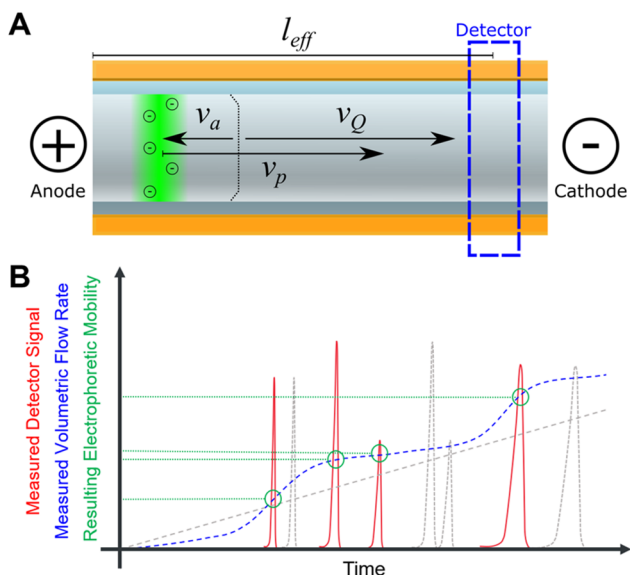 A
l_eff
Detector
+
Anode
v_a
v_Q
v_p
-
Cathode
B
Measured Detector Signal
Measured Volumetric Flow Rate
Resulting Electrophoretic Mobility
Time